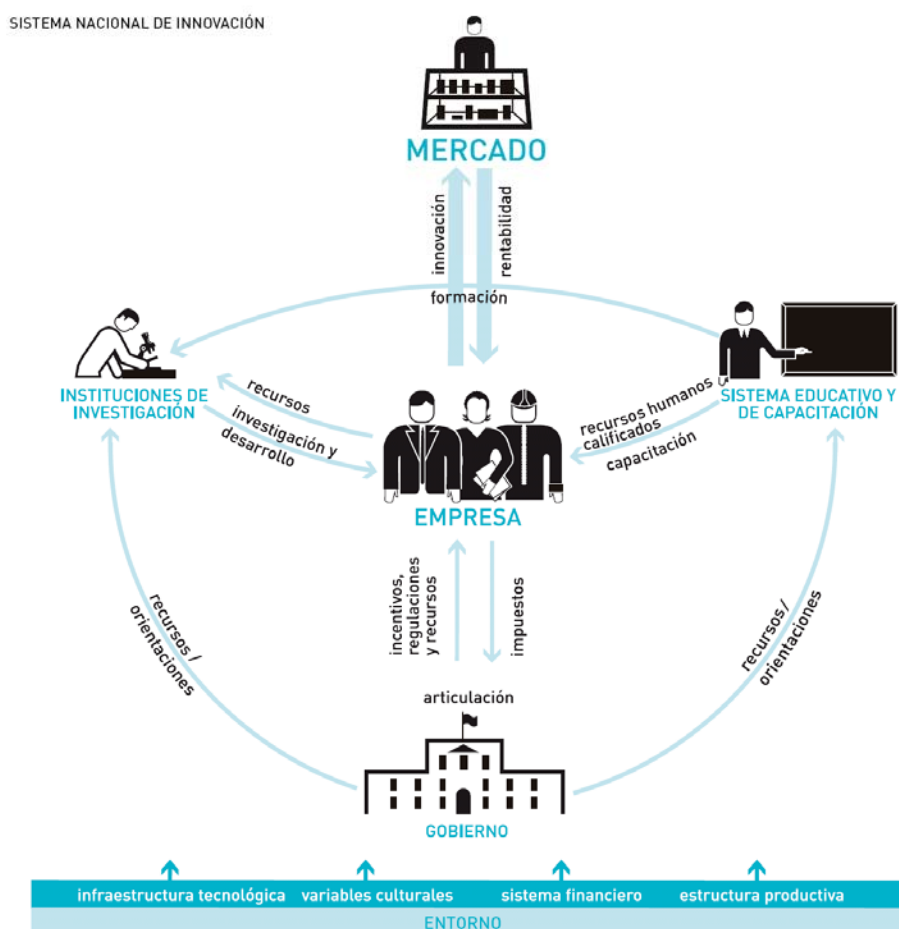 SISTEMA NACIONAL DE INNOVACIÓN
MERCADO
innovación
rentabilidad
formación
INSTITUCIONES DE
INVESTIGACIÓN
SISTEMA EDUCATIVO Y
DE CAPACITACIÓN
recursos
investigación y
desarrollo
recursos humanos
calificados
capacitación
EMPRESA
incentivos,
regulaciones
y recursos
impuestos
recursos /
orientaciones
recursos/
orientaciones
articulación
GOBIERNO
infraestructura tecnológica
variables culturales
sistema financiero
estructura productiva
ENTORNO